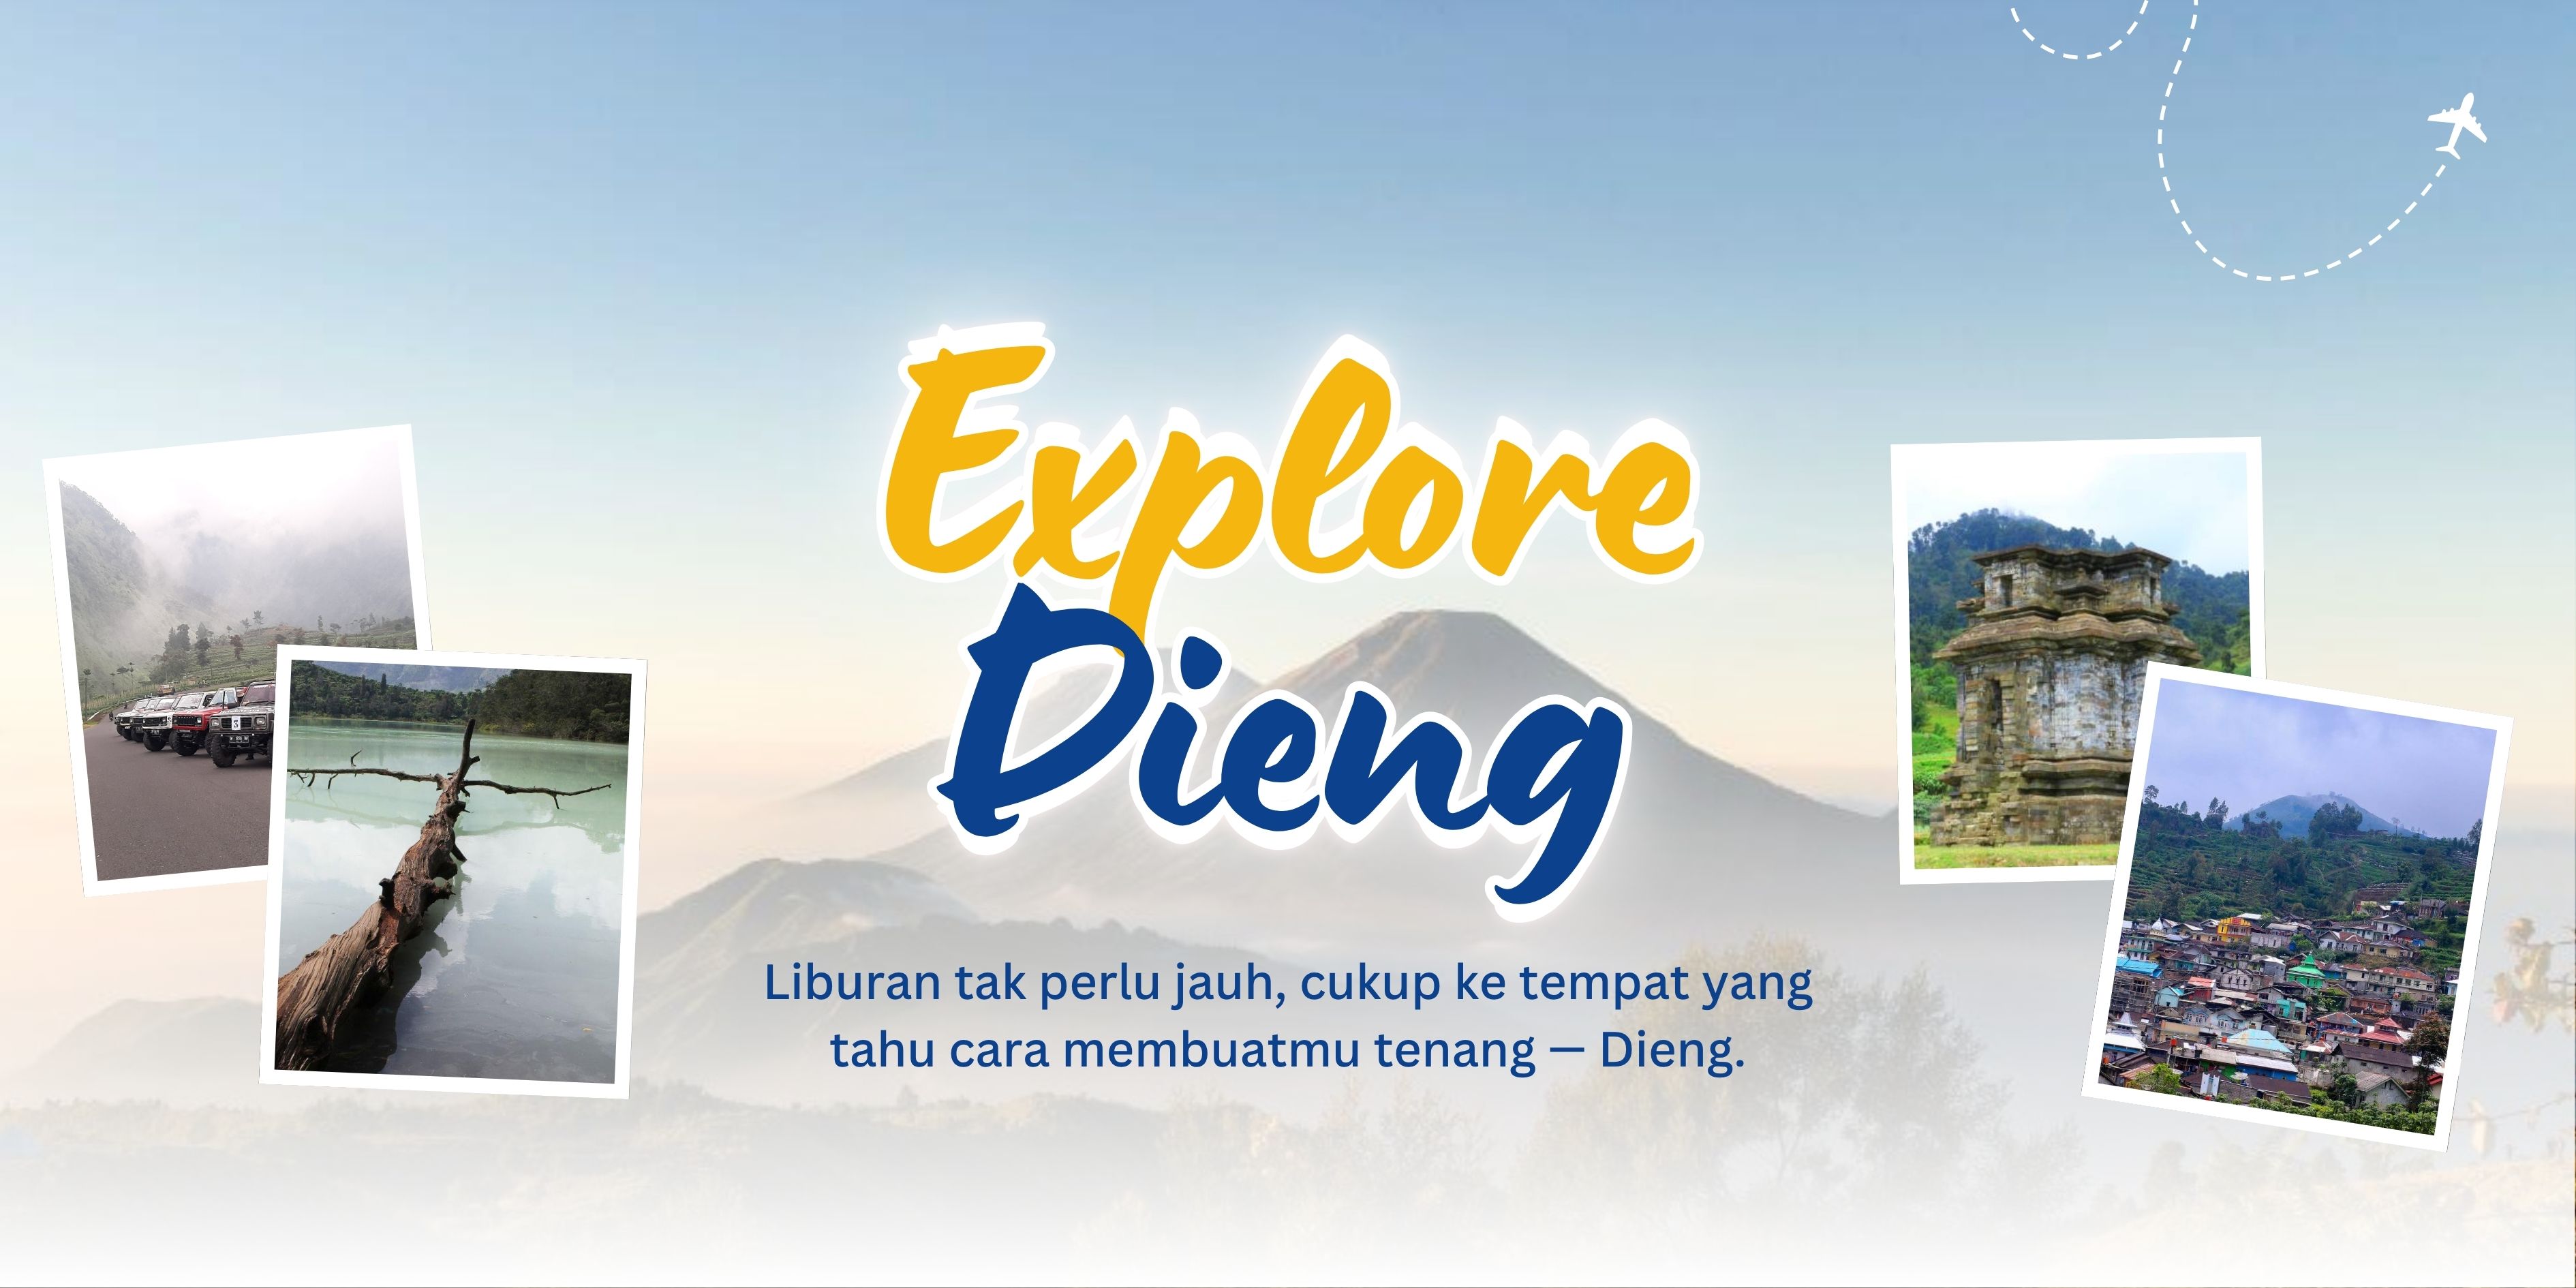 Explore
Dieng
Liburan tak perlu jauh, cukup ke tempat yang
tahu cara membuatmu tenang — Dieng.